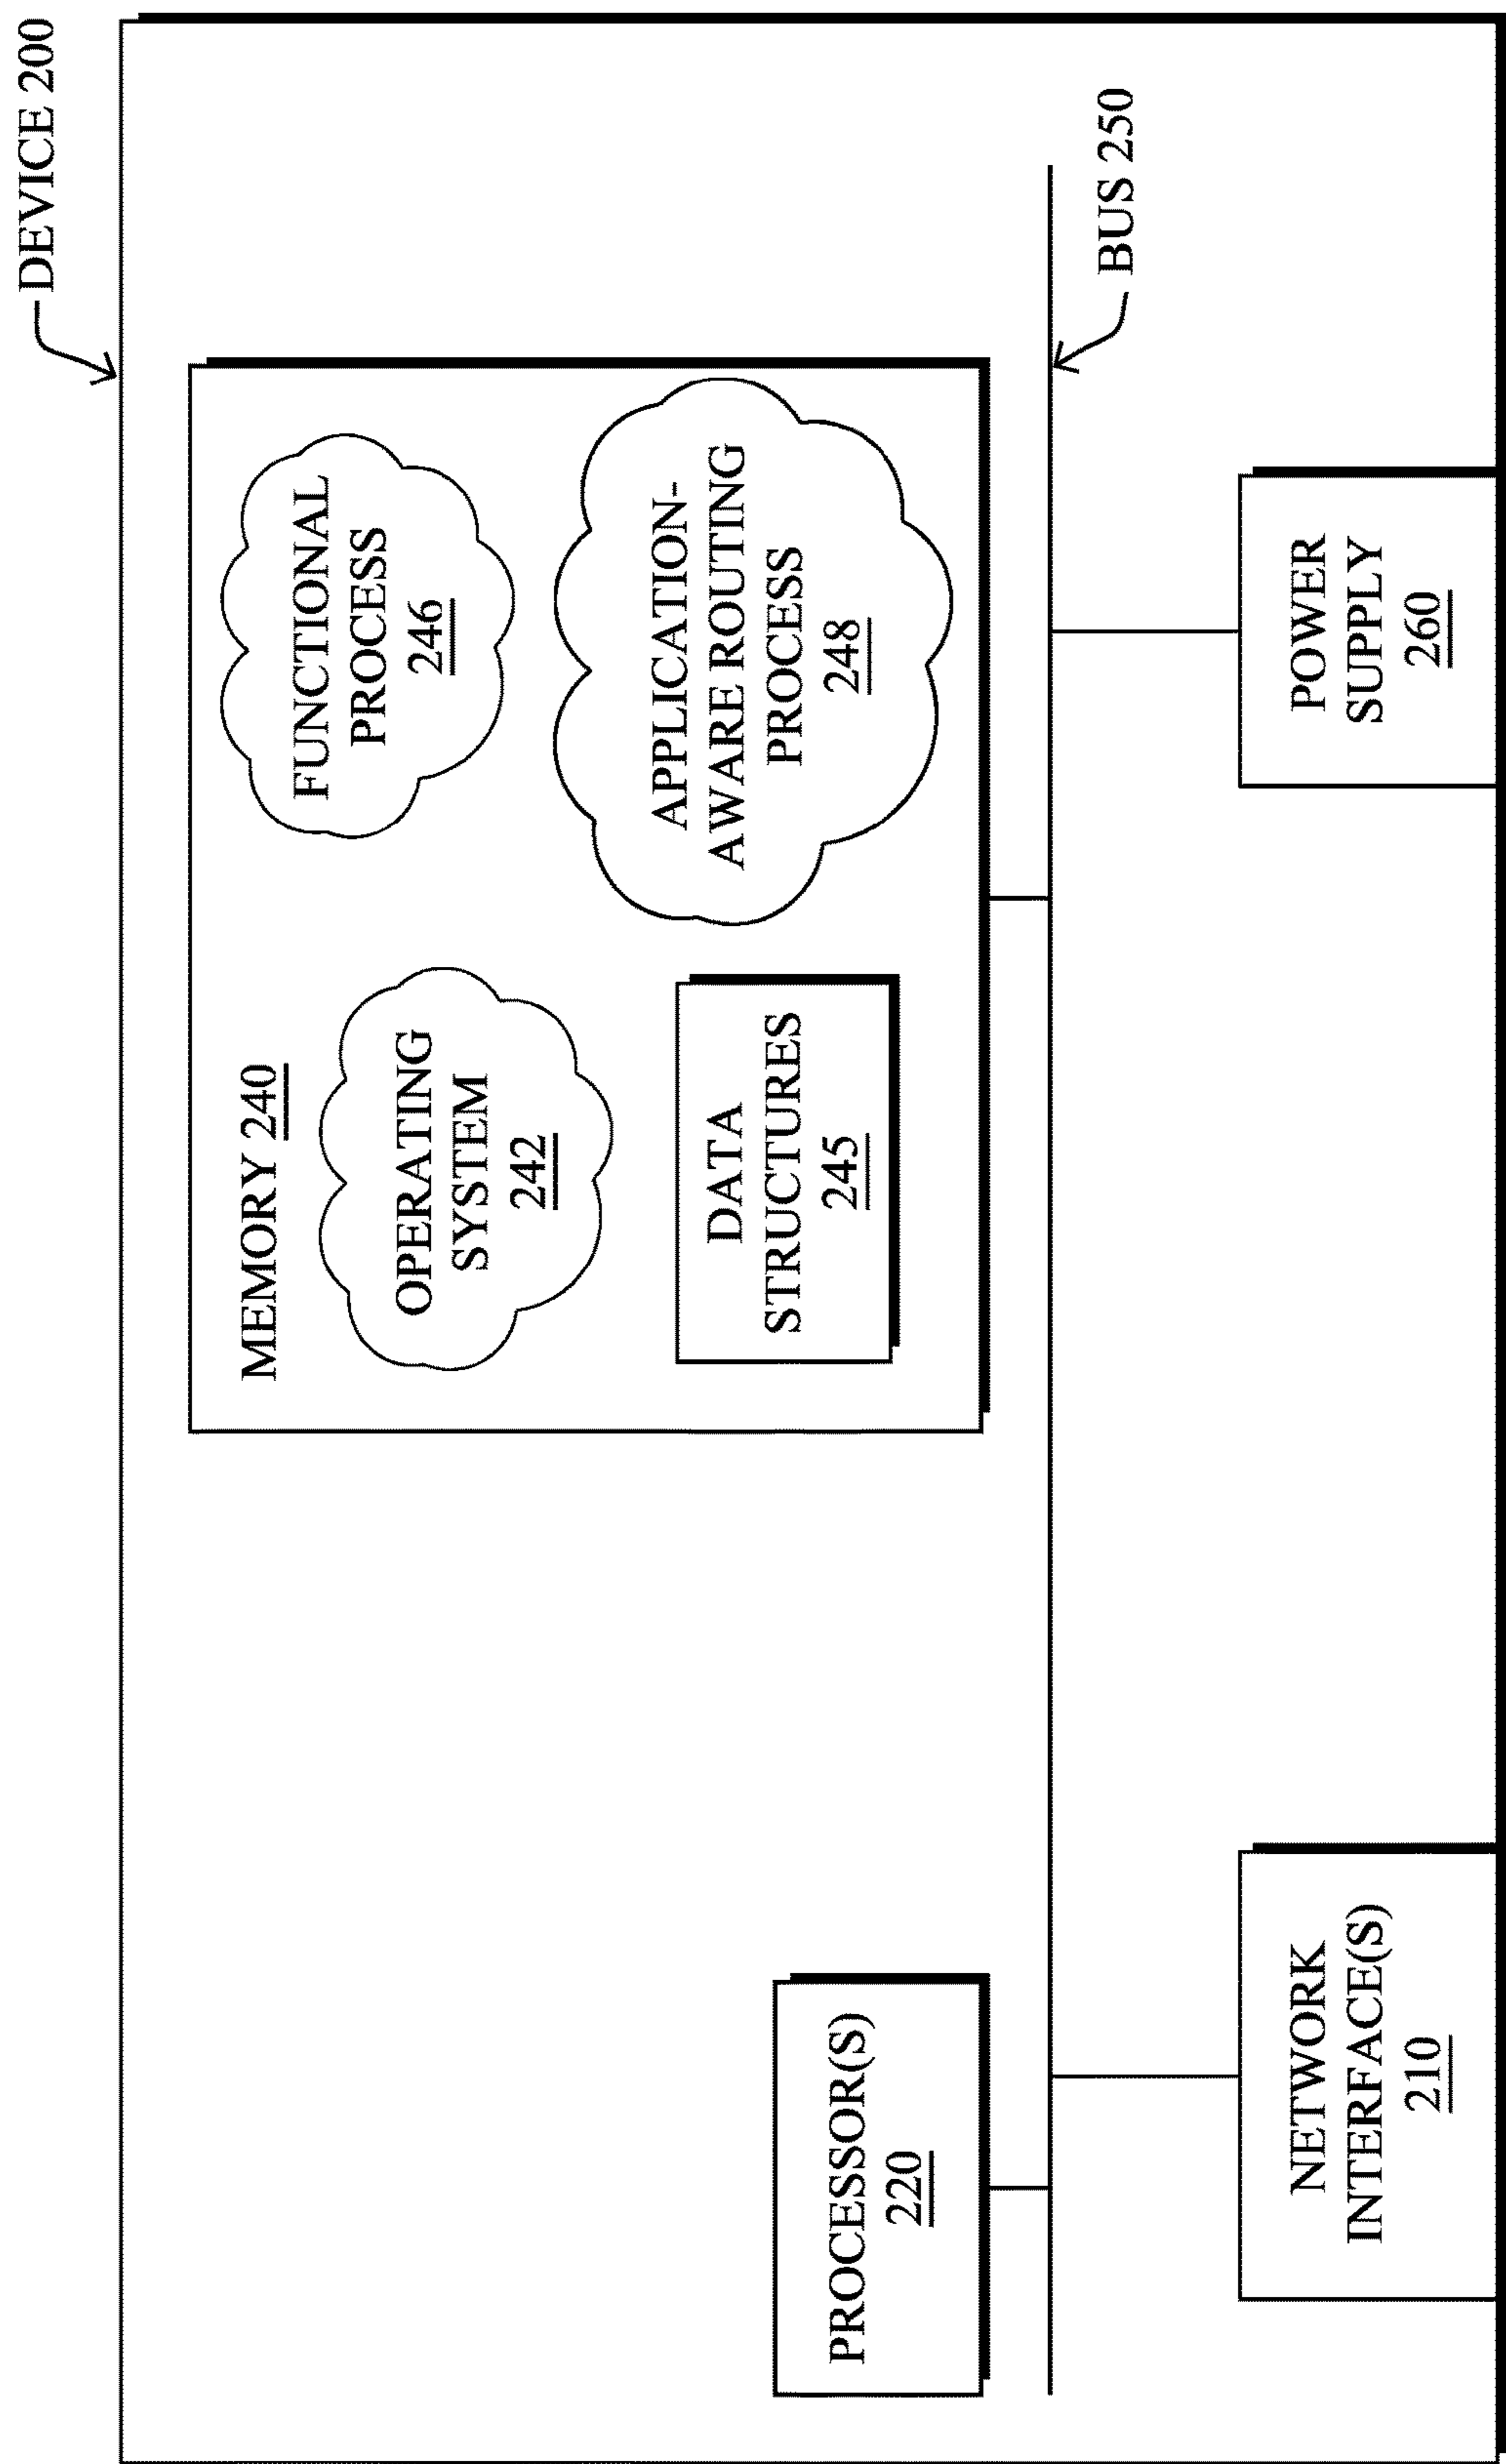 DEVICE 200
MEMORY 240
OPERATING
SYSTEM
242
FUNCTIONAL
PROCESS
246
DATA
STRUCTURES
245
APPLICATION-
AWARE ROUTING
PROCESS
248
PROCESSOR(S)
220
BUS 250
NETWORK
INTERFACE(S)
210
POWER
SUPPLY
260